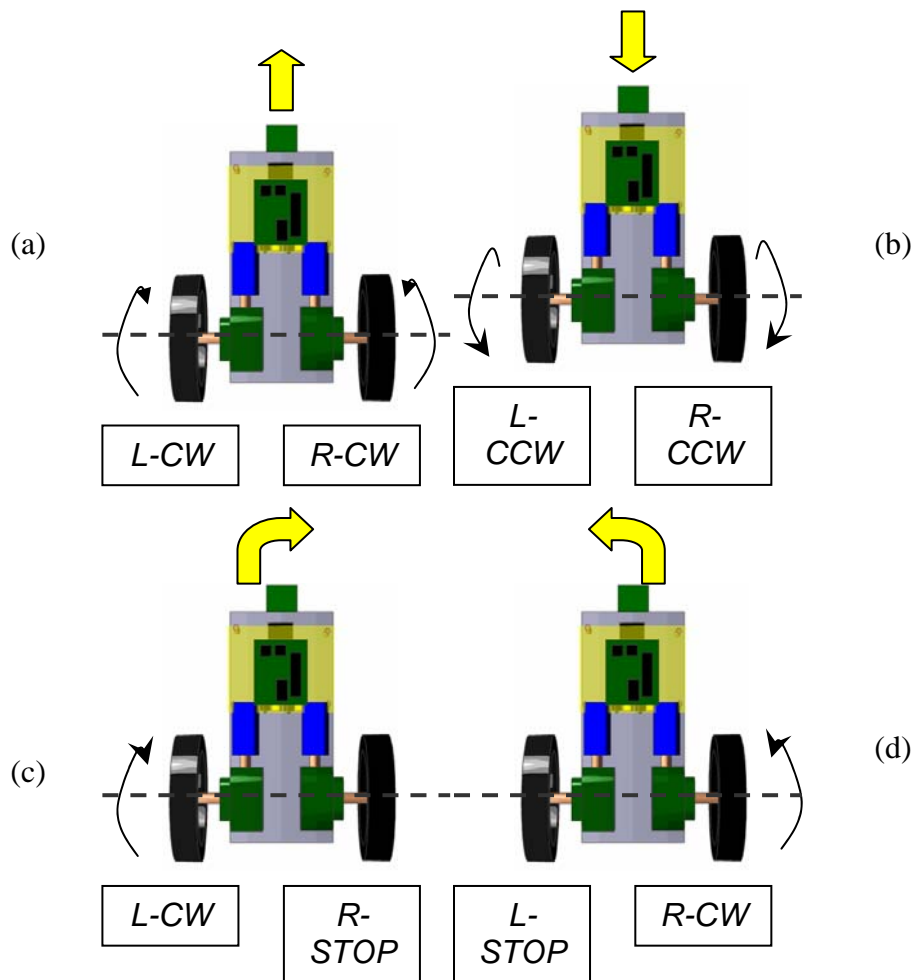 (a)
(b)
L-CW
R-CW
L-
CCW
R-
CCW
(c)
(d)
L-CW
R-
STOP
L-
STOP
R-CW